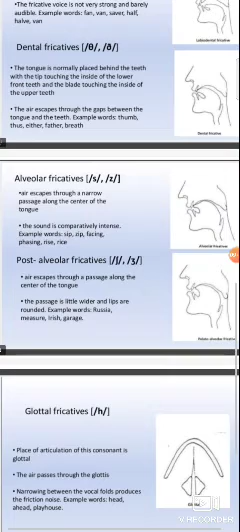 •The fricative voice is not very strong and barely
audible. Example words: fan, van, saver, half,
halve, van
Labiodental fricative
Dental fricatives [/θ/, /ð/]
• The tongue is normally placed behind the teeth
with the tip touching the inside of the lower
front teeth and the blade touching the inside of
the upper teeth
• The air escapes through the gaps between the
tongue and the teeth. Example words: thumb,
thus, either, father, breath
Dental fricative
Alveolar fricatives [/s/, /z/]
•air escapes through a narrow
passage along the center of the
tongue
• the sound is comparatively intense.
Example words: sip, zip, facing,
phasing, rise, rice
Alveolar fricatives
Post- alveolar fricatives [/ʃ/, /ʒ/]
• air escapes through a passage along the
center of the tongue
• the passage is little wider and lips are
rounded. Example words: Russia,
measure, Irish, garage.
Palato-alveolar fricative
Glottal fricatives [/h/]
• Place of articulation of this consonant is
glottal
• The air passes through the glottis
• Narrowing between the vocal folds produces
the friction noise. Example words: head,
ahead, playhouse.
RECORDER